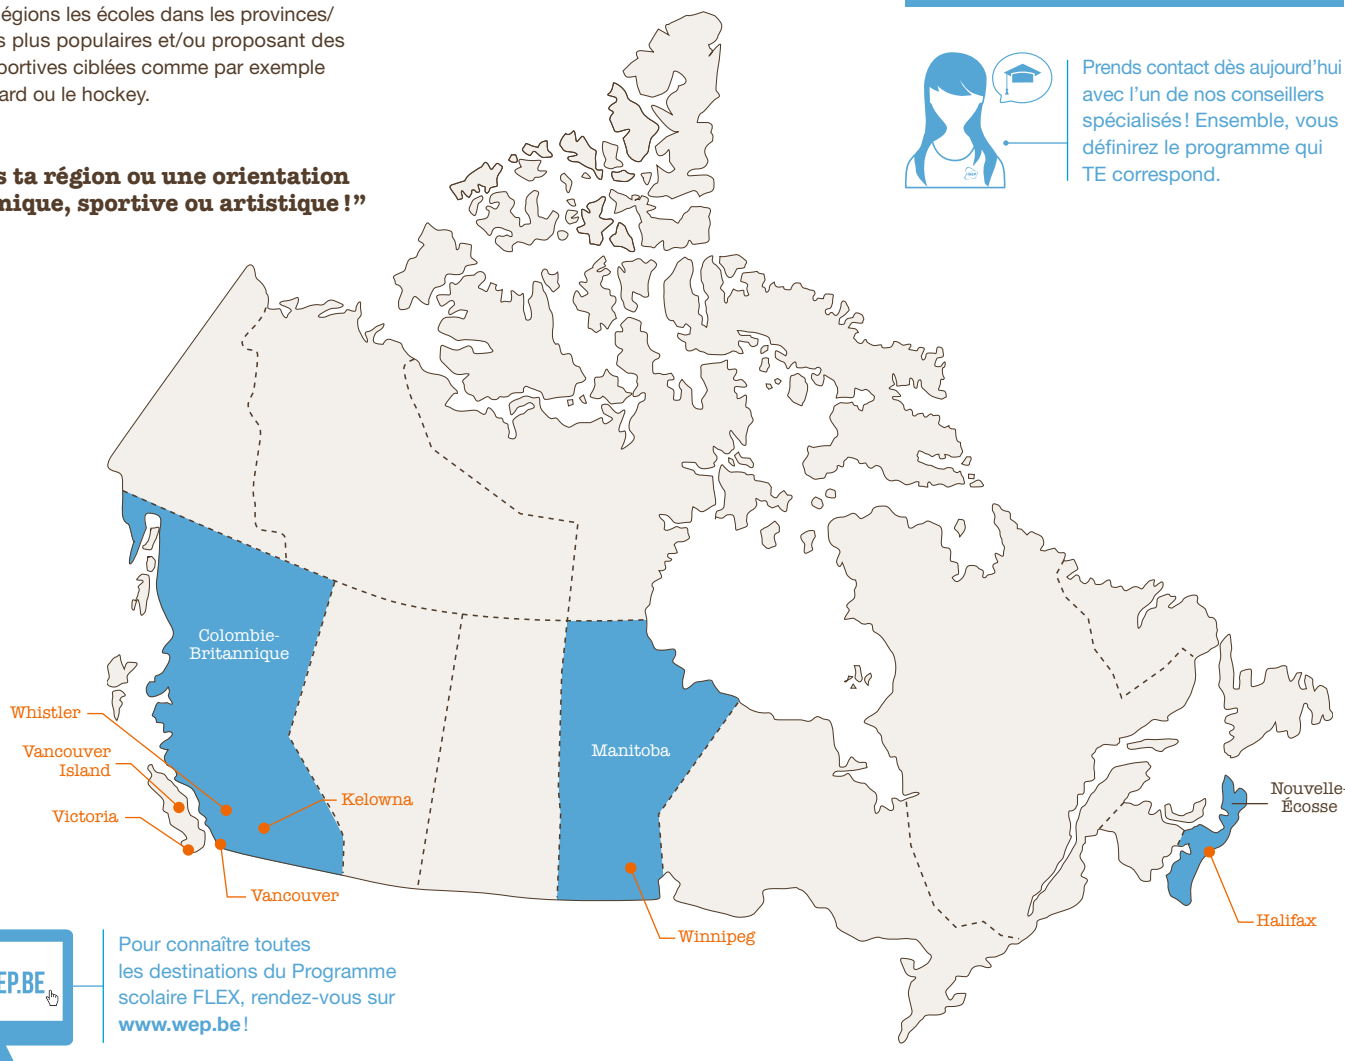 égions les écoles dans les provinces/
s plus populaires et/ou proposant des
portives ciblées comme par exemple
ard ou le hockey.
s ta région ou une orientation
nique, sportive ou artistique !”
Prends contact dès aujourd’hui
avec l’un de nos conseillers
spécialisés ! Ensemble, vous
définirez le programme qui
TE correspond.
Colombie-
Britannique
Whistler
Vancouver
Island
Victoria
Kelowna
Vancouver
Manitoba
Winnipeg
Nouvelle-
Écosse
Halifax
EP.BE
Pour connaître toutes
les destinations du Programme
scolaire FLEX, rendez-vous sur
www.wep.be !